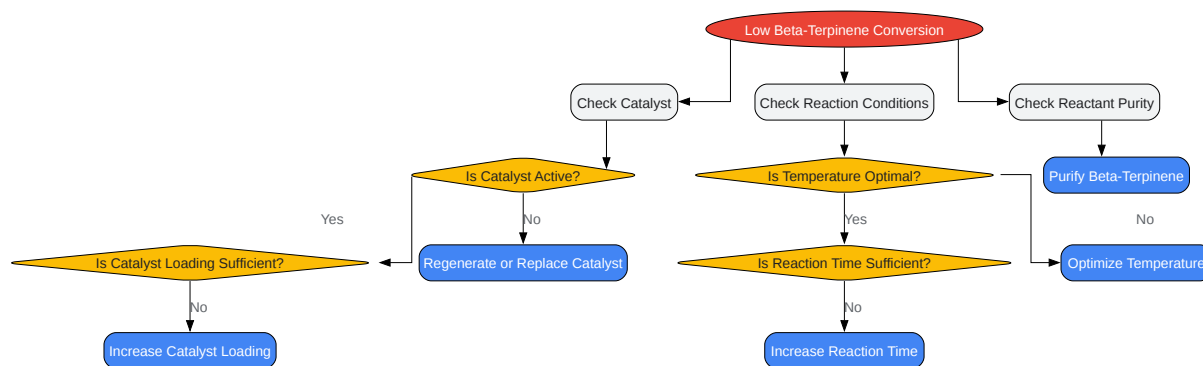 Low Beta-Terpinene Conversion
Check Catalyst
Check Reaction Conditions
Check Reactant Purity
Is Catalyst Active?
Is Temperature Optimal?
Purify Beta-Terpinene
Yes
No
Yes
No
Is Catalyst Loading Sufficient?
Regenerate or Replace Catalyst
Is Reaction Time Sufficient?
Optimize Temperature
No
No
Increase Catalyst Loading
Increase Reaction Time